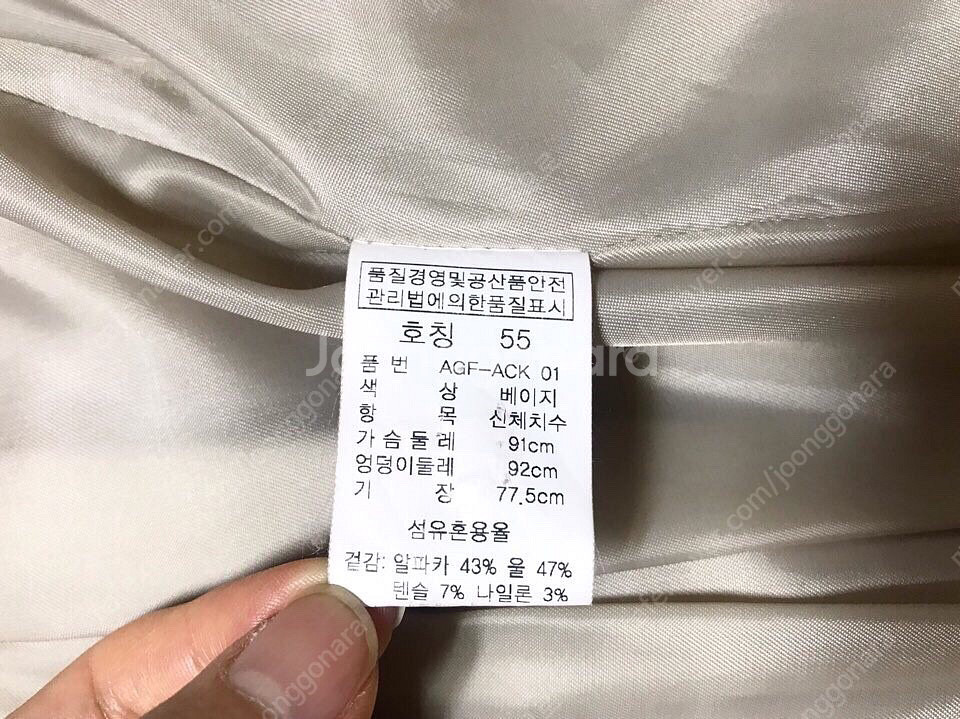 품질경영및공산품안전
관리법에의한품질표시
호칭 55
품번 AGF-ACK 01
색상 베이지
항목 신체치수
가슴둘레 91cm
엉덩이둘레 92cm
기장 77.5cm
섬유혼용율
겉감: 알파카 43% 울 47%
텐슬 7% 나일론 3%
Joonggonara